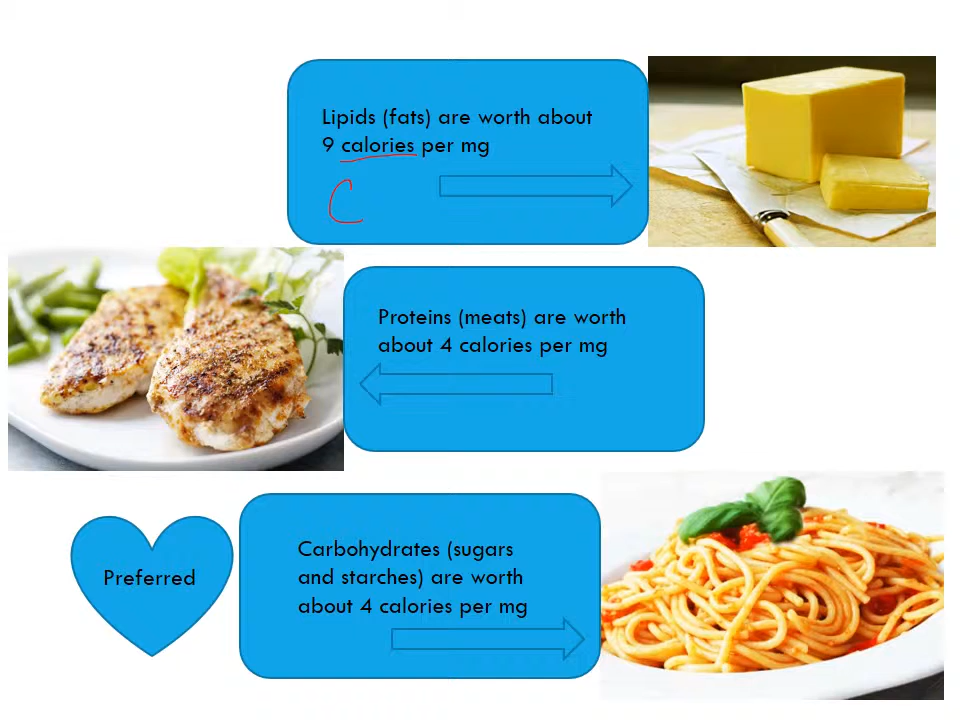 Lipids (fats) are worth about
9 calories per mg
C
Proteins (meats) are worth
about 4 calories per mg
Preferred
Carbohydrates (sugars
and starches) are worth
about 4 calories per mg